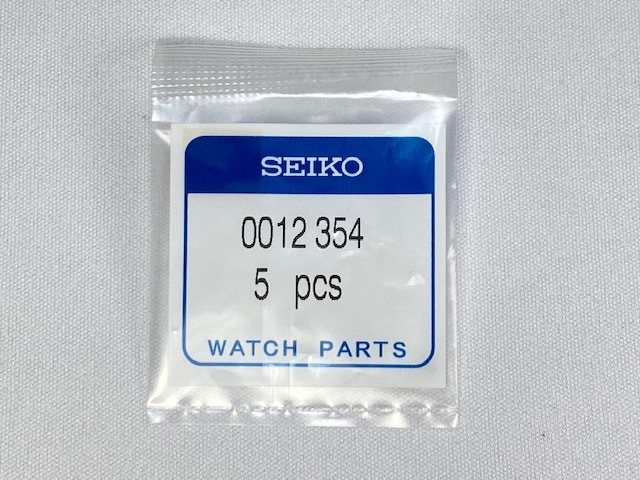 SEIKO
0012 354
5 pcs
WATCH PARTS